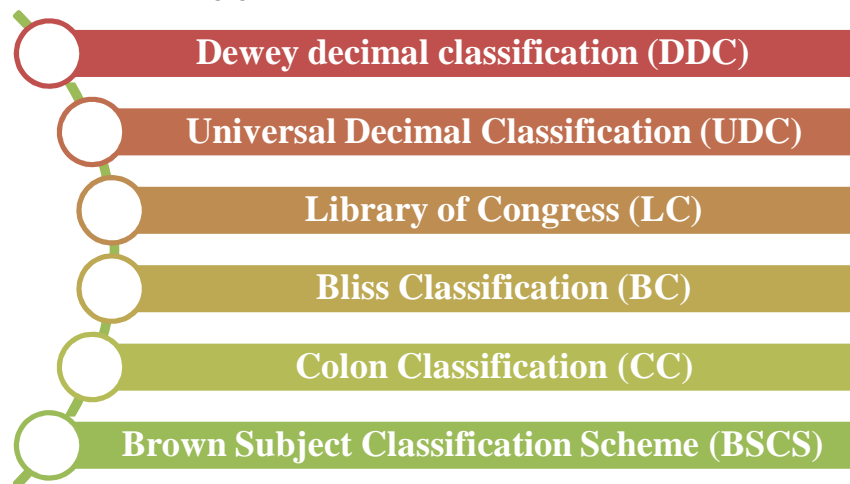 Dewey decimal classification (DDC)
Universal Decimal Classification (UDC)
Library of Congress (LC)
Bliss Classification (BC)
Colon Classification (CC)
Brown Subject Classification Scheme (BSCS)